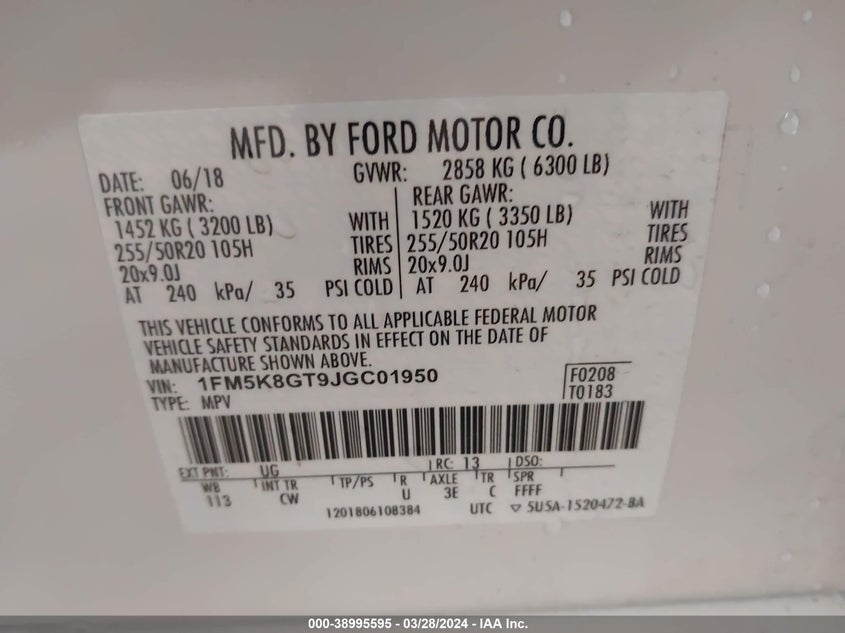 MFD. BY FORD MOTOR CO.
DATE: 06/18 GVWR: 2858 KG ( 6300 LB)
FRONT GAWR: REAR GAWR:
1452 KG ( 3200 LB) WITH 1520 KG ( 3350 LB) WITH
255/50R20 105H TIRES 255/50R20 105H TIRES
20x9.0J RIMS 20x9.0J RIMS
AT 240 kPa/ 35 PSI COLD AT 240 kPa/ 35 PSI COLD
THIS VEHICLE CONFORMS TO ALL APPLICABLE FEDERAL MOTOR
VEHICLE SAFETY STANDARDS IN EFFECT ON THE DATE OF
MANUFACTURE SHOWN ABOVE.
VIN: 1FM5K8GT9JGC01950 F0208
TYPE: MPV T0183
EXT PNT: UG RC: 13 DSO:
WB INT TR TP/PS R AXLE TR SPR
113 CW U 3E C FFFF
1201806108384 UTC ▽ 5U5A-1520472-BA
000-38995595 - 03/28/2024 - IAA Inc.